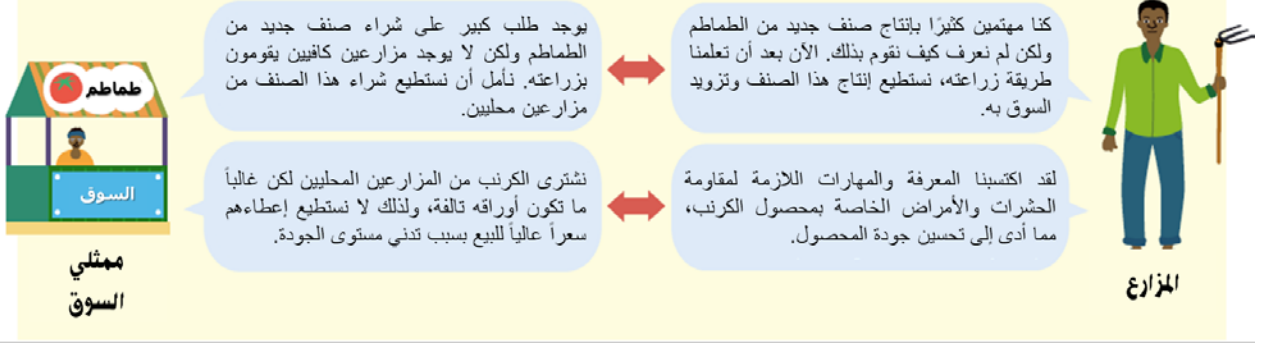 كنا مهتمين كثيرًا بإنتاج صنف جديد من الطماطم
ولكن لم نعرف كيف نقوم بذلك. الآن بعد أن تعلمنا
طريقة زراعته، نستطيع إنتاج هذا الصنف وتزويد
السوق به.
يوجد طلب كبير على شراء صنف جديد من
الطماطم ولكن لا يوجد مزارعين كافيين يقومون
بزراعته. نأمل أن نستطيع شراء هذا الصنف من
مزارعين محليين.
طماطم
لقد اكتسبنا المعرفة والمهارات اللازمة لمقاومة
الحشرات والأمراض الخاصة بمحصول الكرنب،
مما أدى إلى تحسين جودة المحصول.
نشترى الكرنب من المزارعين المحليين لكن غالباً
ما تكون أوراقه تالفة، ولذلك لا نستطيع إعطاءهم
سعراً عالياً للبيع بسبب تدني مستوى الجودة.
السوق
المزارع
ممثلي
السوق